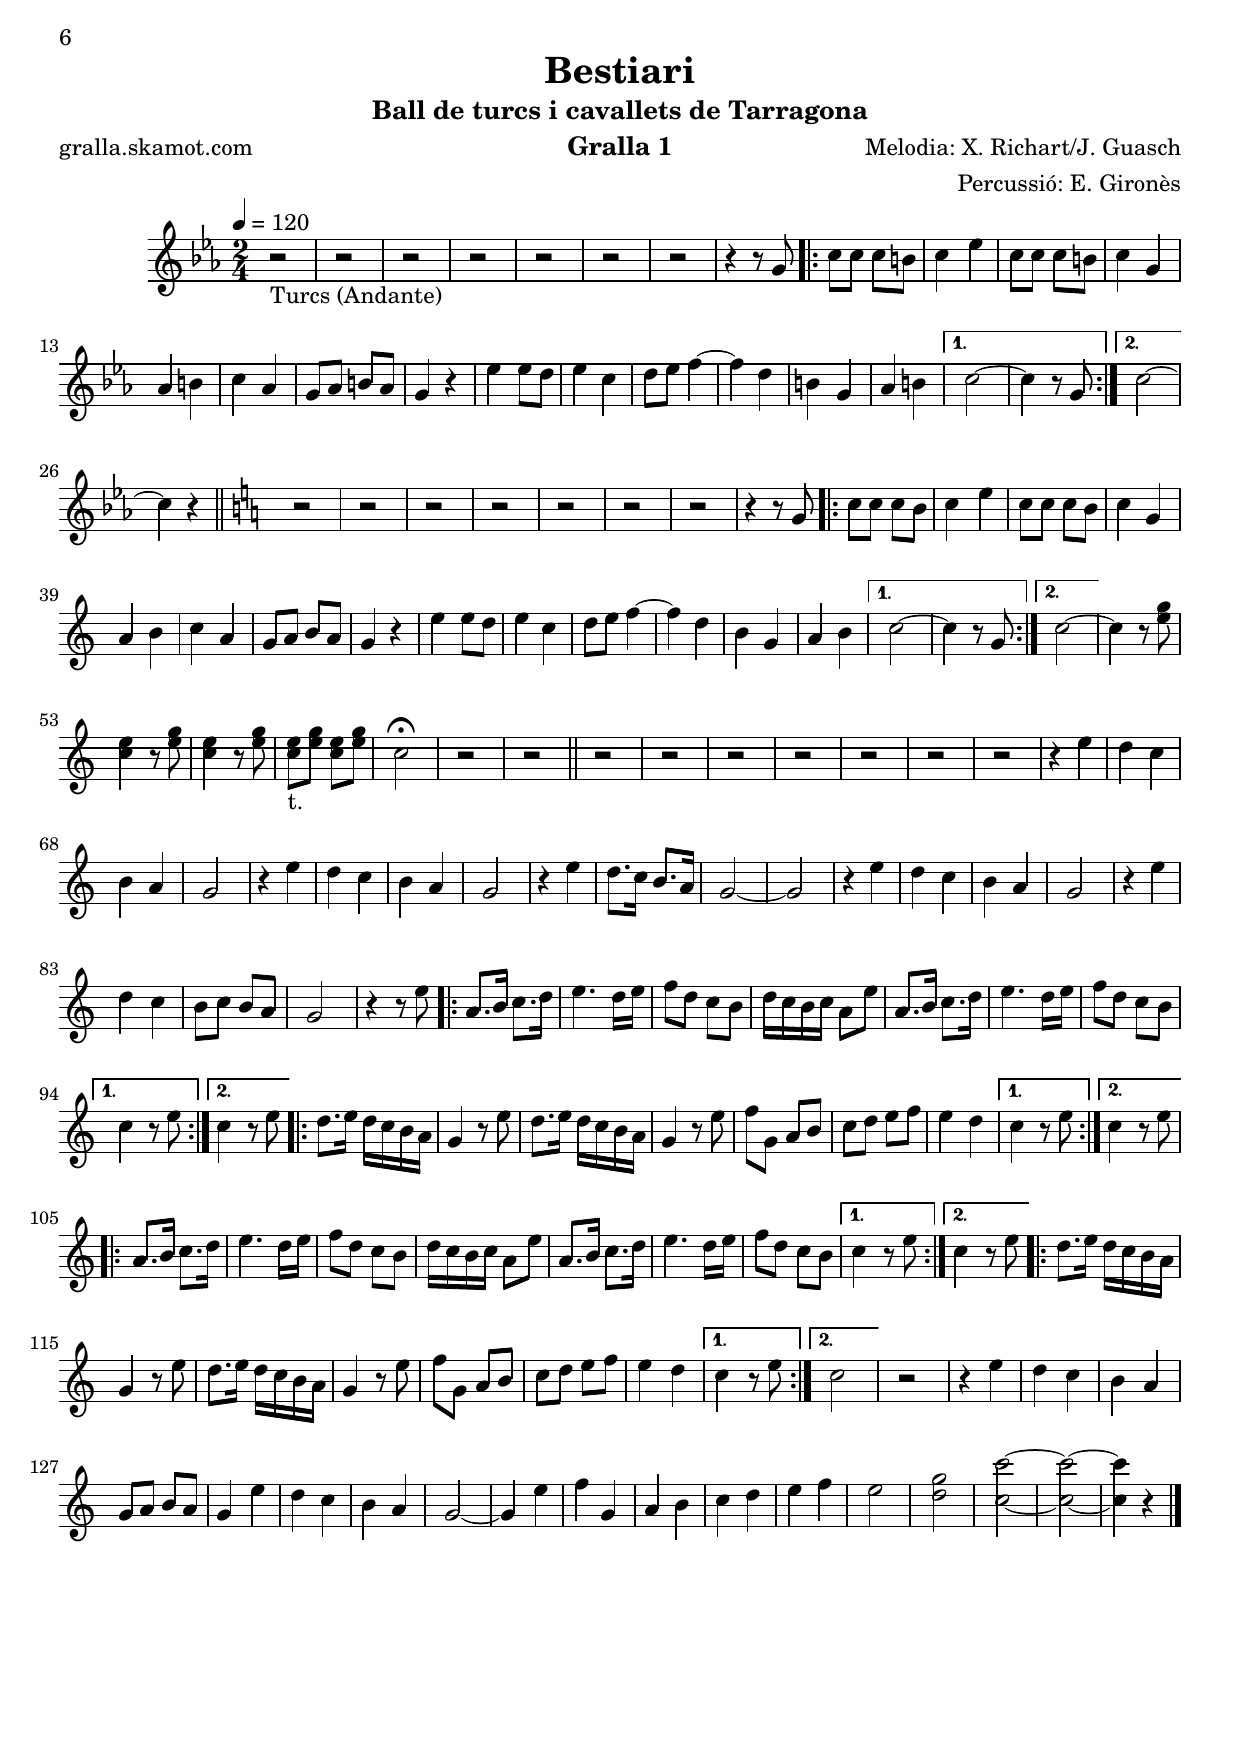 6
Bestiari
Ball de turcs i cavallets de Tarragona
gralla.skamot.com Gralla 1 Melodia: X. Richart/J. Guasch
Percussió: E. Gironès
= 120
2
4
Turcs (Andante)
13
1. 2.
26
39
1. 2.
53
t.
68
83
94
1. 2. 1. 2.
105
1. 2.
115
1. 2.
127